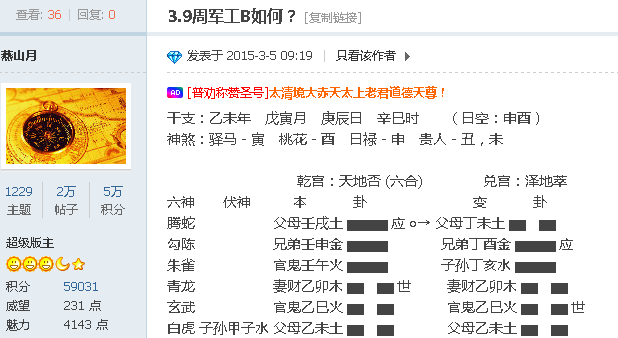 查看: 36 | 回复: 0
3.9周军工B如何？ [复制链接]
燕山月
发表于 2015-3-5 09:19 | 只看该作者
AD [普劝称赞圣号]太清境大赤天太上老君道德天尊！
干支：乙未年 戊寅月 庚辰日 辛巳时 （日空：申酉）
神煞：驿马－寅 桃花－酉 日禄－申 贵人－丑，未
1229 2万 5万
主题 帖子 积分
超级版主
积分 59031
威望 231 点
魅力 4143 点
乾宫：天地否 (六合) 兑宫：泽地萃
六神 伏神 本 卦 变 卦
腾蛇 父母壬戌土 应 o→ 父母丁未土
勾陈 兄弟壬申金 兄弟丁酉金 应
朱雀 官鬼壬午火 子孙丁亥水
青龙 妻财乙卯木 世 妻财乙卯木
玄武 官鬼乙巳火 官鬼乙巳火 世
白虎 子孙甲子水 父母乙未土 父母乙未土